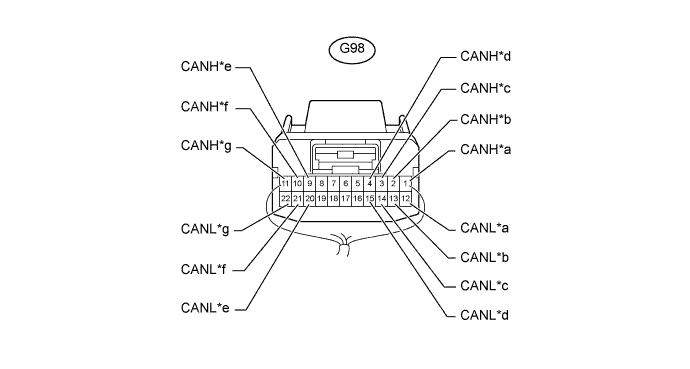 G98
CANH*e
CANH*f
CANH*g
CANH*d
CANH*c
CANH*b
CANH*a
11 10 9 8 7 6 5 4 3 2 1
22 21 20 19 18 17 16 15 14 13 12
CANL*g
CANL*f
CANL*e
CANL*a
CANL*b
CANL*c
CANL*d